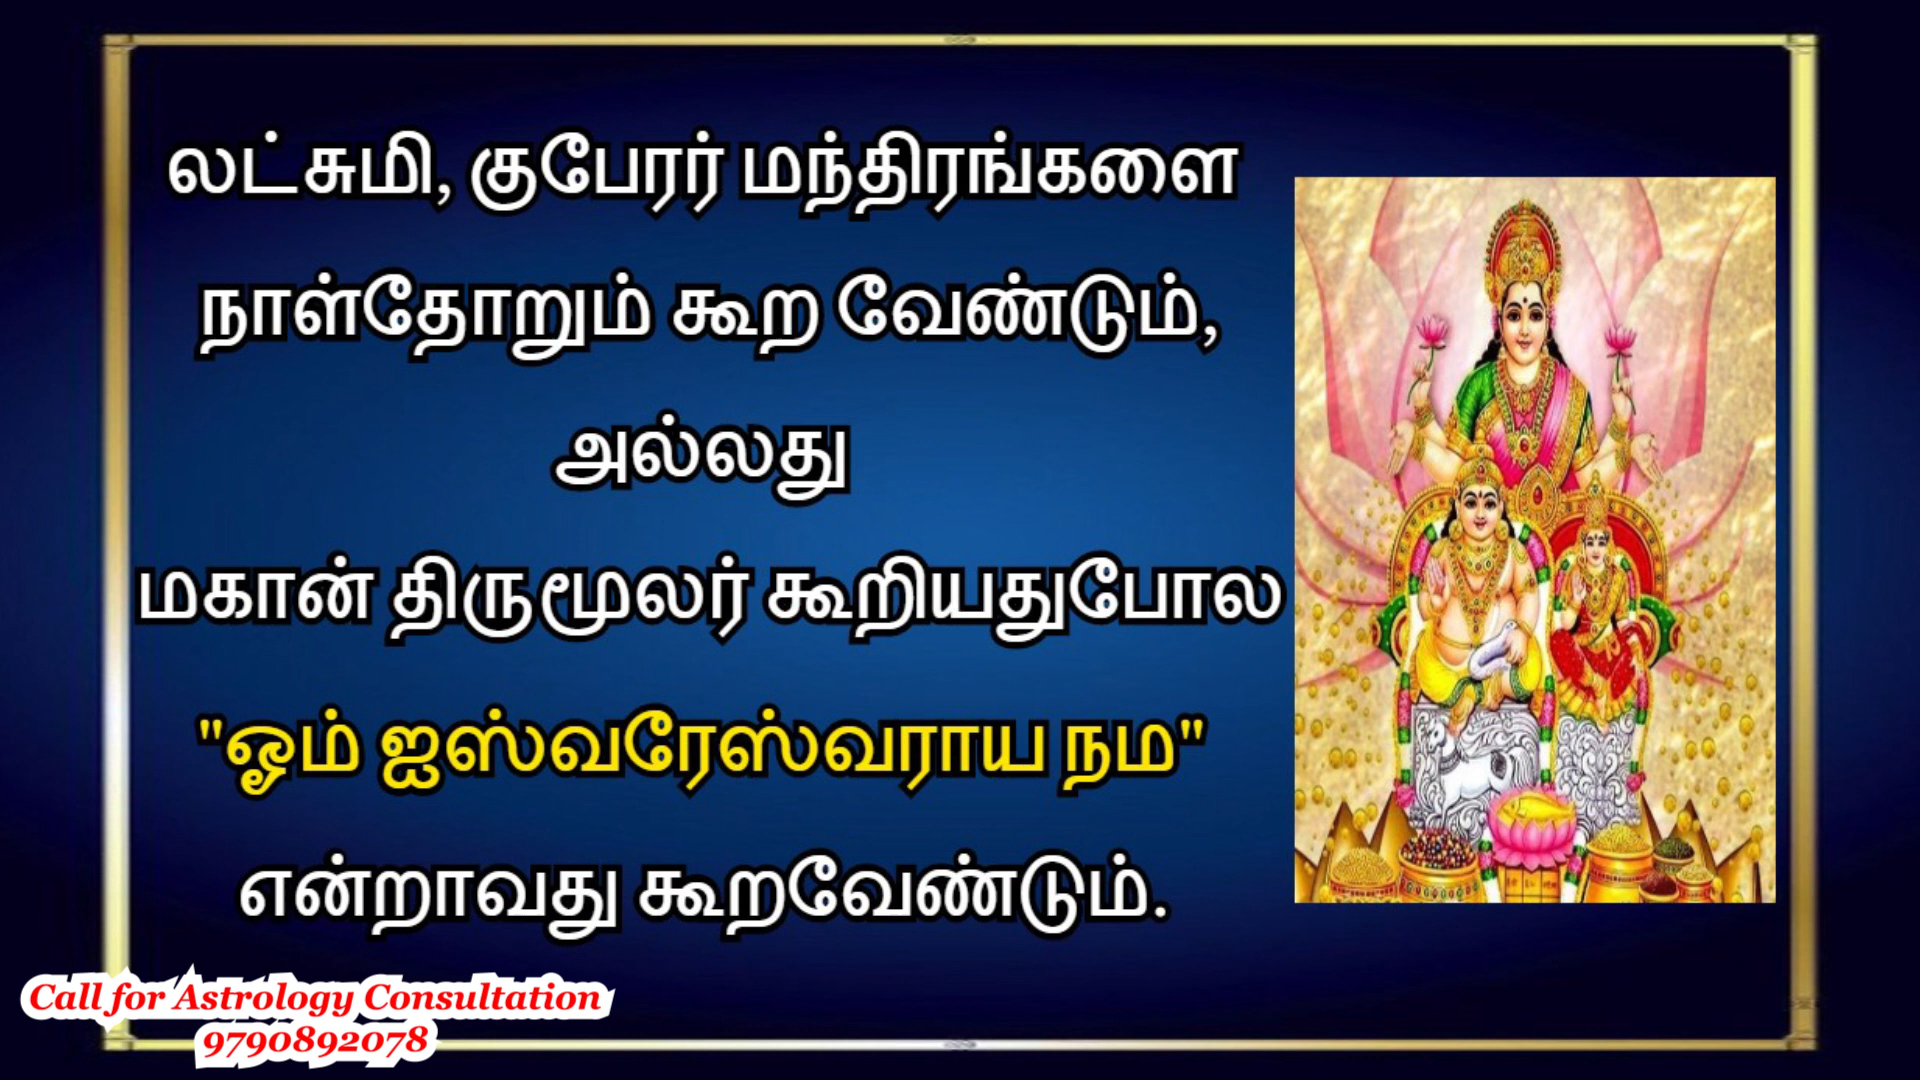 லட்சுமி, குபேரர் மந்திரங்களை
நாள்தோறும் கூற வேண்டும்,
அல்லது
மகான் திருமூலர் கூறியதுபோல
"ஓம் ஐஸ்வரேஸ்வராய நம"
என்றாவது கூறவேண்டும்.
Call for Astrology Consultation
9790892078